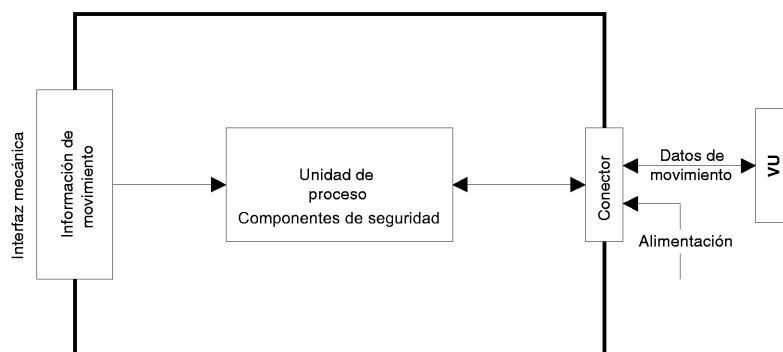 Interfaz mecánica
Información de
movimiento
Unidad de
proceso
Componentes de seguridad
Conector
Datos de
movimiento
Alimentación
VU